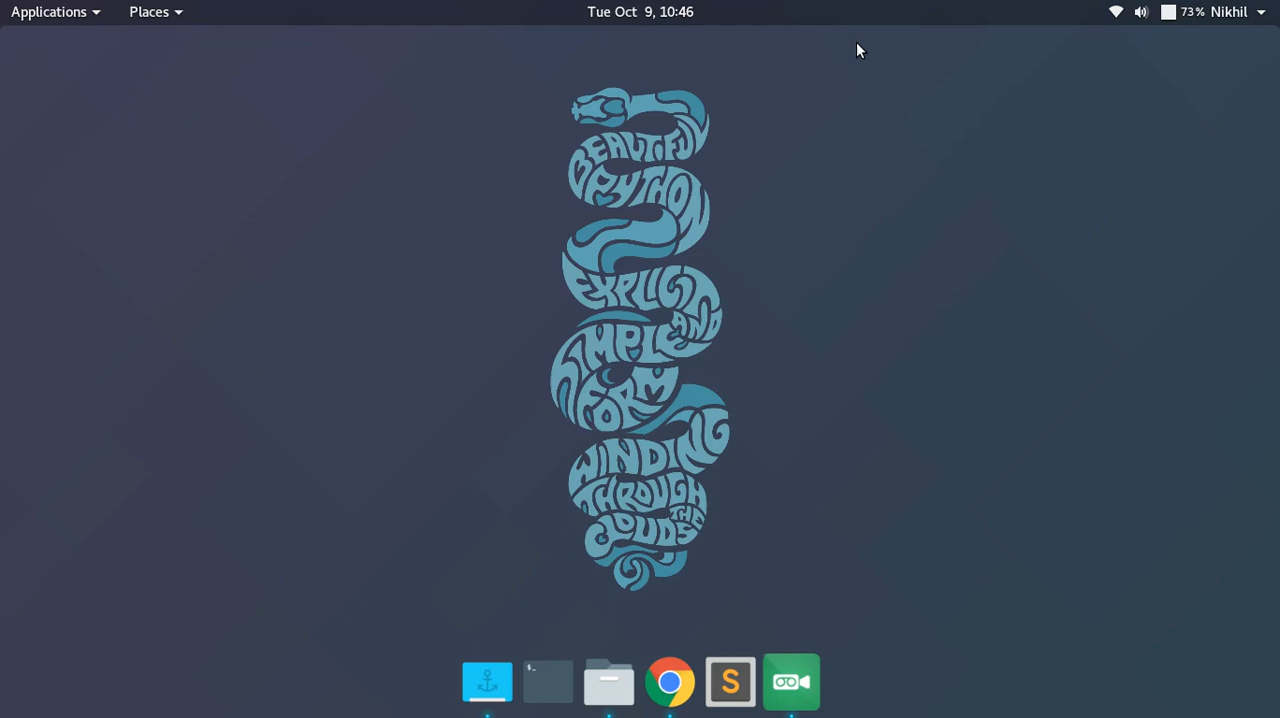 Applications Places Tue Oct 9, 10:46 73% Nikhil
BEAUTIFUL
PYTHON
EXPLICIT
AND
SIMPLE
FORM
WINDING
THROUGH
THE
CLOUDS
$_
S